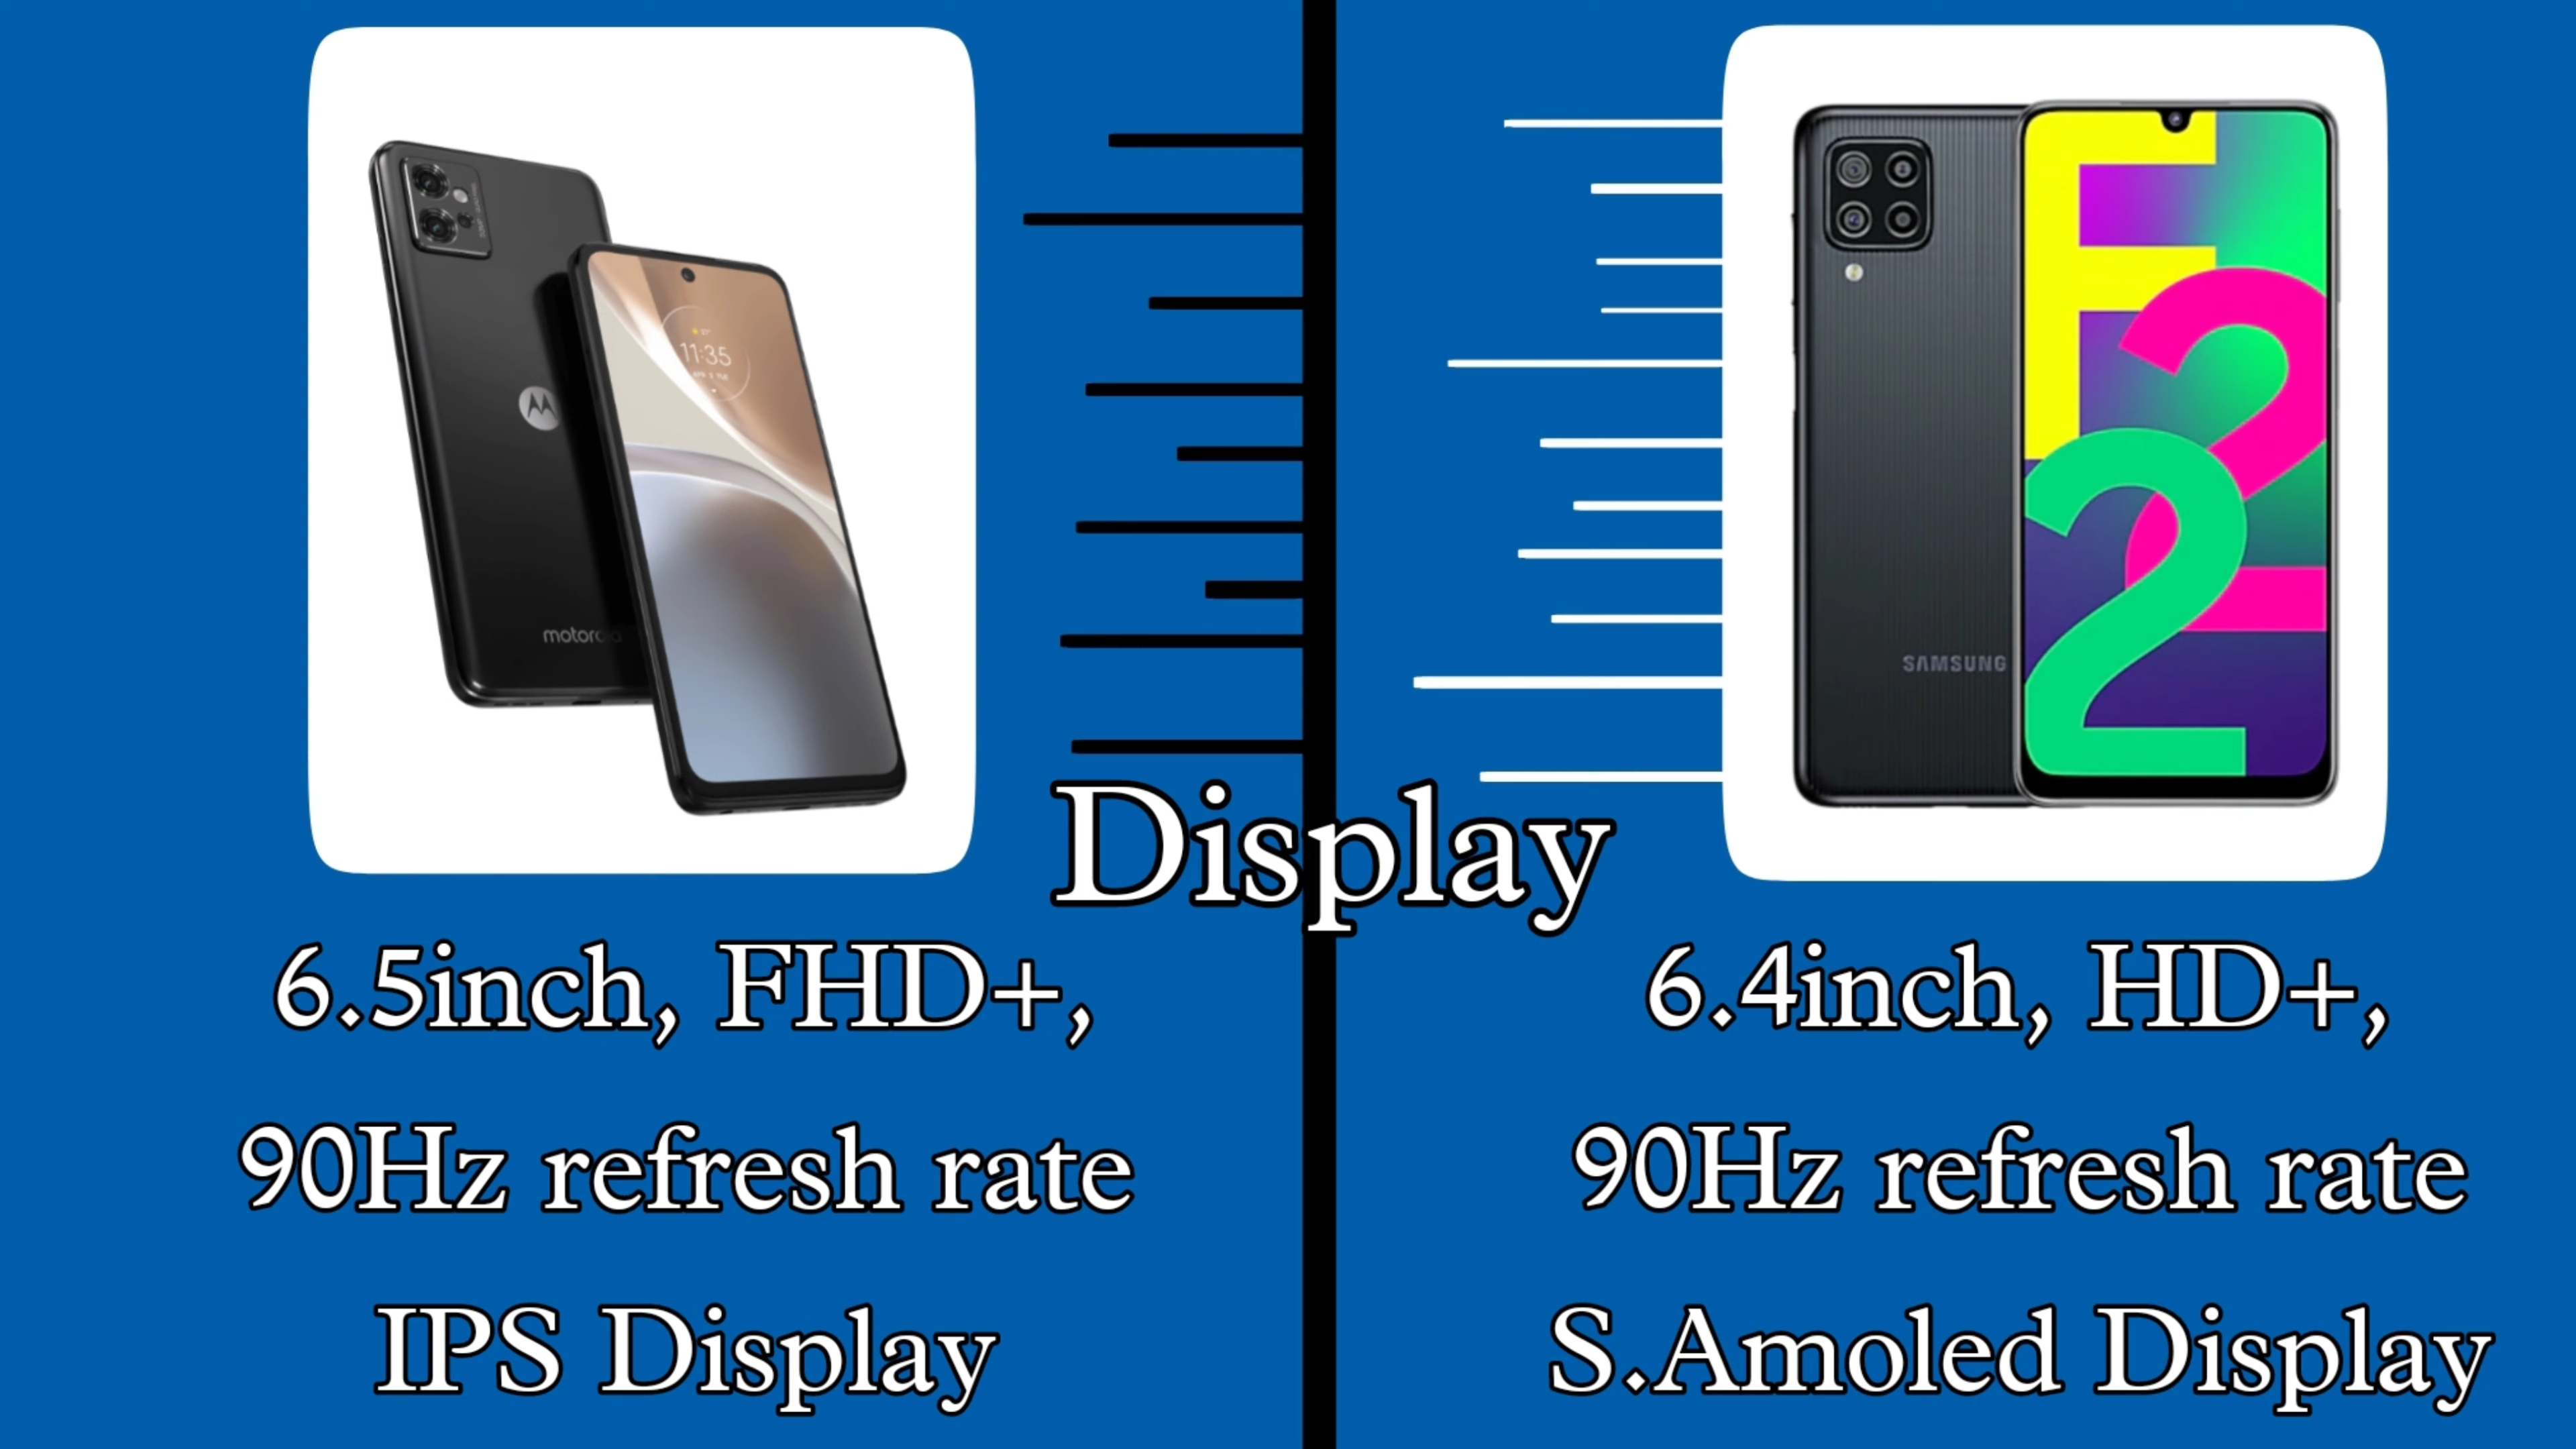 11:35
motorola
SAMSUNG
F22
Display
6.5inch, FHD+,
90Hz refresh rate
IPS Display
6.4inch, HD+,
90Hz refresh rate
S.Amoled Display